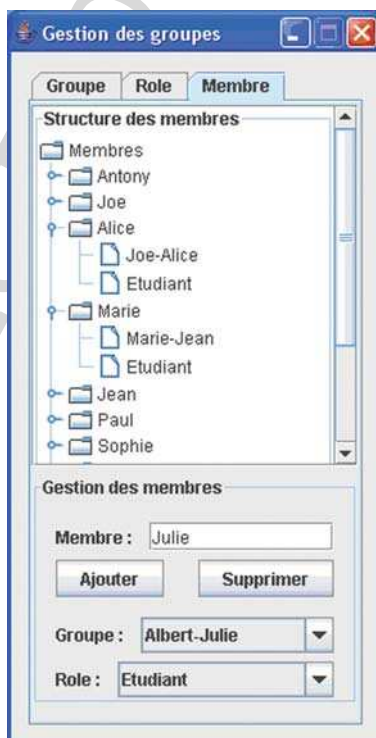 Gestion des groupes
Groupe Role Membre
Structure des membres
Membres
Antony
Joe
Alice
Joe-Alice
Etudiant
Marie
Marie-Jean
Etudiant
Jean
Paul
Sophie
Gestion des membres
Membre : Julie
Ajouter Supprimer
Groupe : Albert-Julie
Role : Etudiant